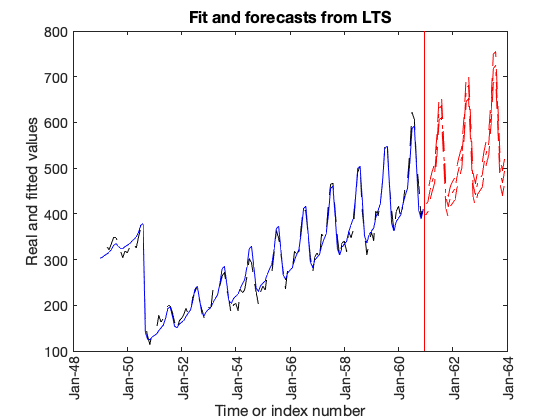 Fit and forecasts from LTS
Real and fitted values
800
700
600
500
400
300
200
100
Jan-48
Jan-50
Jan-52
Jan-54
Jan-56
Jan-58
Jan-60
Jan-62
Jan-64
Time or index number